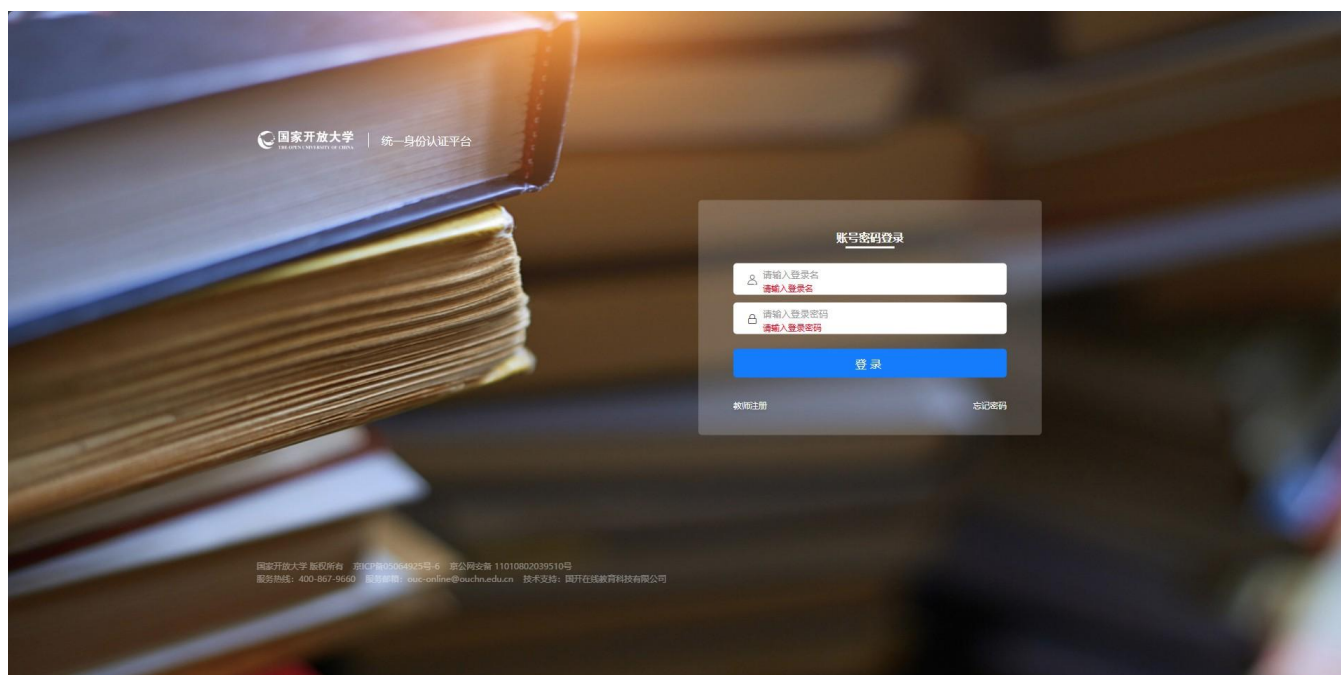 国家开放大学 统一身份认证平台
THE OPEN UNIVERSITY OF CHINA
账号密码登录
请输入登录名
请输入登录名
请输入登录密码
请输入登录密码
登录
教师注册 忘记密码
国家开放大学 版权所有 京ICP备05064925号-6 京公网安备 11010802039510号
服务热线：400-867-9660 服务邮箱：ouc-online@ouchn.edu.cn 技术支持：国开在线教育科技有限公司